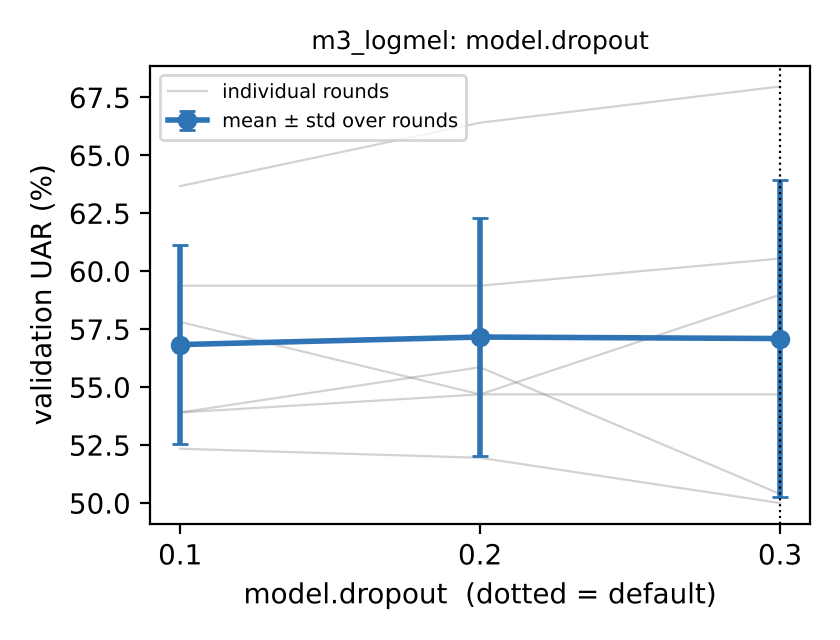 m3_logmel: model.dropout
individual rounds
mean ± std over rounds
validation UAR (%)
67.5
65.0
62.5
60.0
57.5
55.0
52.5
50.0
0.1 0.2 0.3
model.dropout (dotted = default)